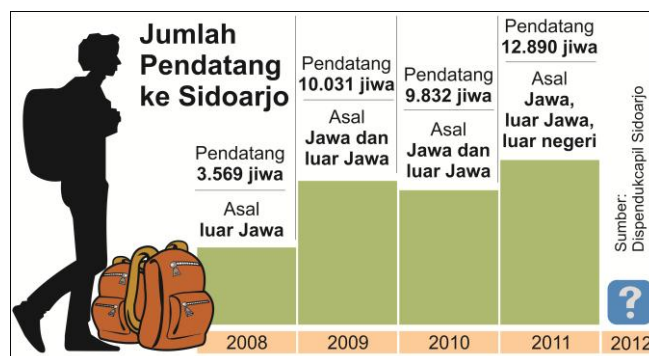 Jumlah
Pendatang
ke Sidoarjo
Pendatang
3.569 jiwa
Asal
luar Jawa
Pendatang
10.031 jiwa
Asal
Jawa dan
luar Jawa
Pendatang
9.832 jiwa
Asal
Jawa dan
luar Jawa
Pendatang
12.890 jiwa
Asal
Jawa,
luar Jawa,
luar negeri
Sumber:
Dispendukcapil Sidoarjo
?
2008
2009
2010
2011
2012